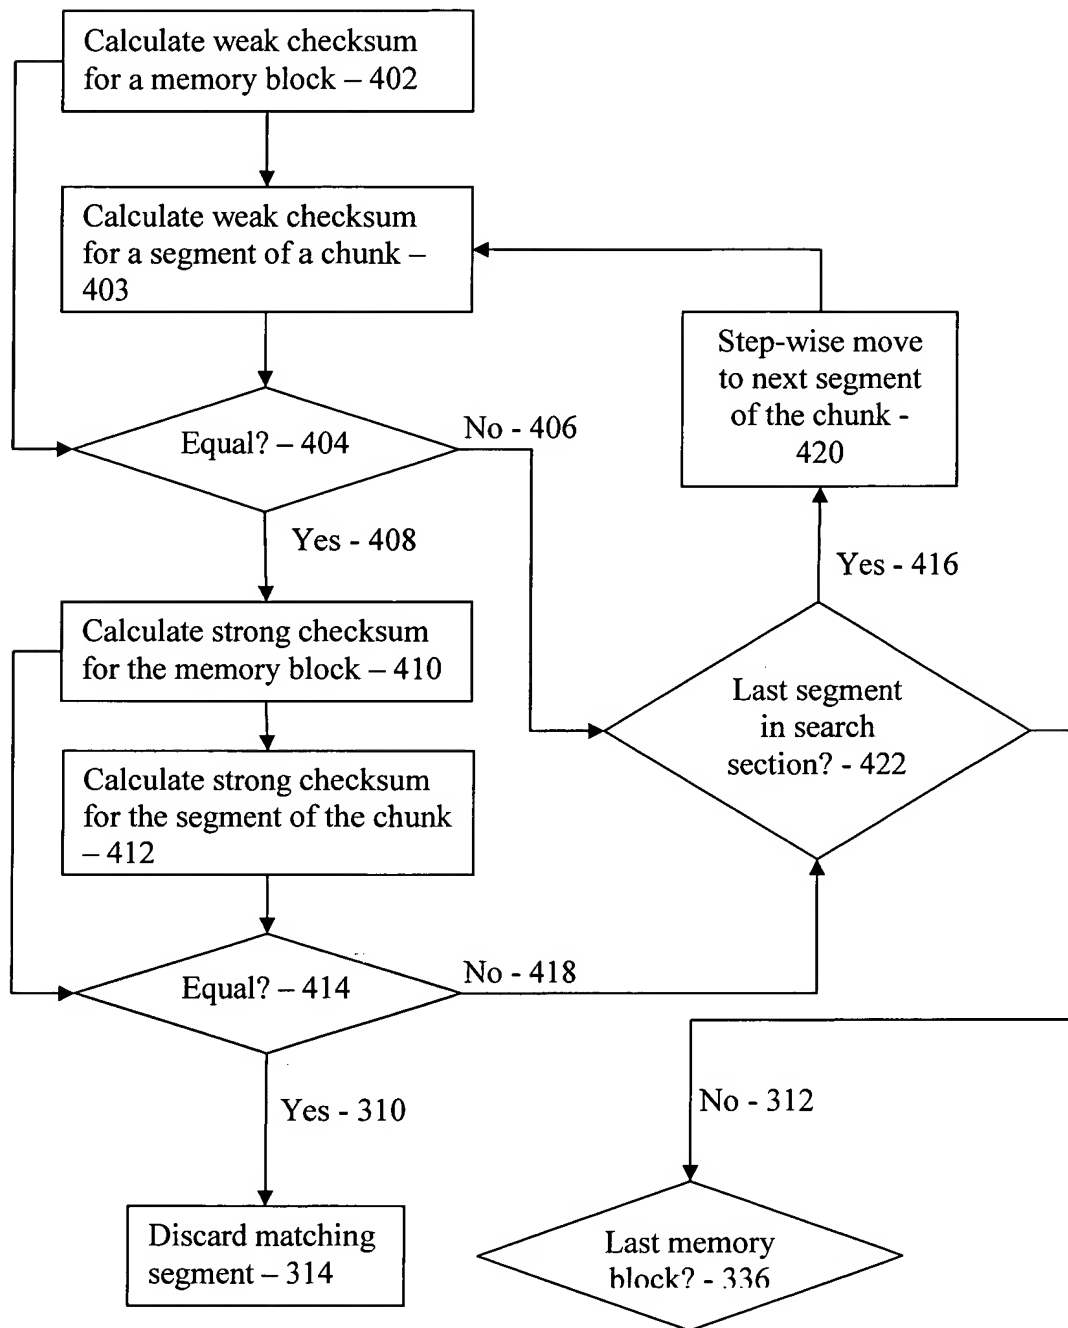 Calculate weak checksum
for a memory block – 402
Calculate weak checksum
for a segment of a chunk –
403
Step-wise move
to next segment
of the chunk -
420
Equal? – 404
No - 406
Yes - 408
Yes - 416
Calculate strong checksum
for the memory block – 410
Last segment
in search
section? - 422
Calculate strong checksum
for the segment of the chunk
– 412
Equal? – 414
No - 418
Yes - 310
No - 312
Discard matching
segment – 314
Last memory
block? - 336